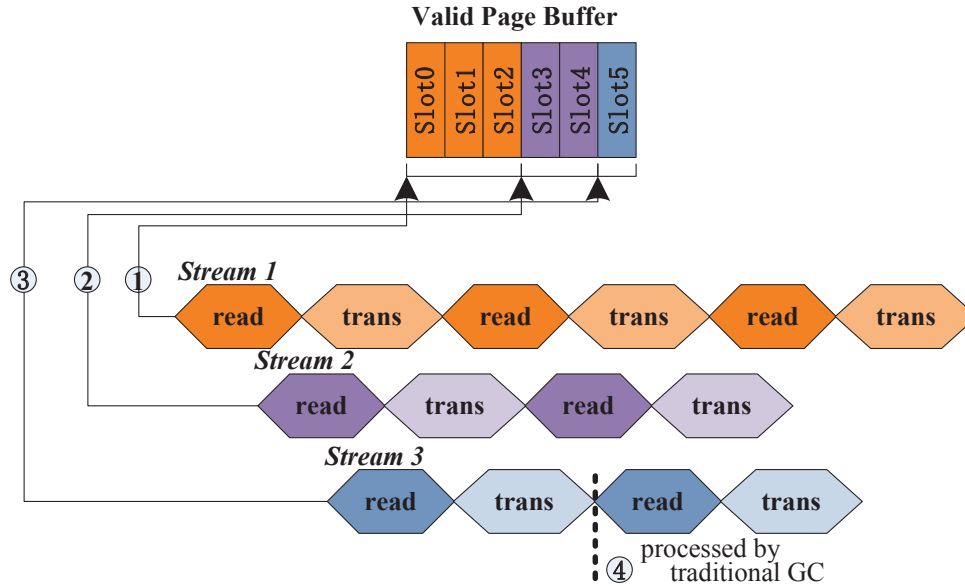 Valid Page Buffer
Slot0 Slot1 Slot2 Slot3 Slot4 Slot5
③ ② ①
Stream 1
read trans read trans read trans
Stream 2
read trans read trans
Stream 3
read trans read trans
④ processed by
traditional GC